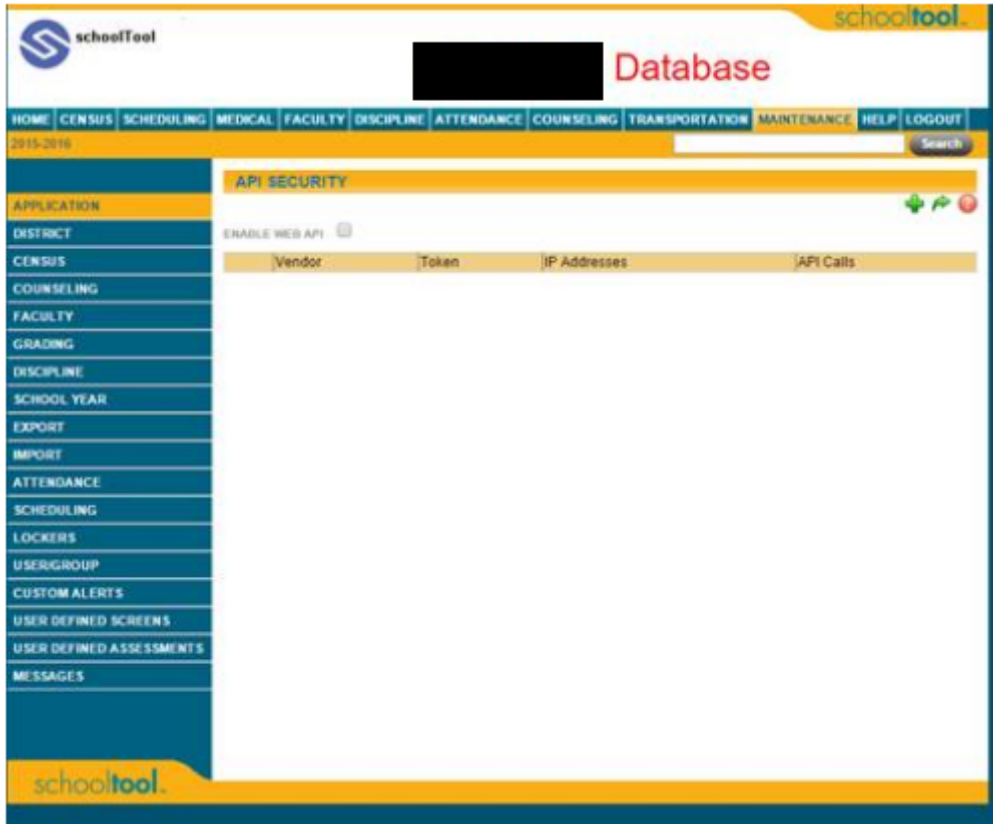 schooltool
schoolTool
Database
HOME CENSUS SCHEDULING MEDICAL FACULTY DISCIPLINE ATTENDANCE COUNSELING TRANSPORTATION MAINTENANCE HELP LOGOUT
2015-2016 Search
API SECURITY
APPLICATION
DISTRICT
ENABLE WEB API
CENSUS
Vendor Token IP Addresses API Calls
COUNSELING
FACULTY
GRADING
DISCIPLINE
SCHOOL YEAR
EXPORT
IMPORT
ATTENDANCE
SCHEDULING
LOCKERS
USER/GROUP
CUSTOM ALERTS
USER DEFINED SCREENS
USER DEFINED ASSESSMENTS
MESSAGES
schooltool